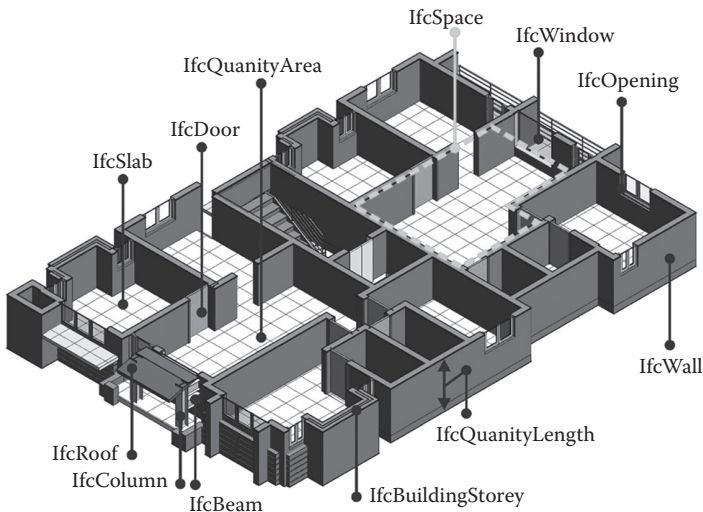 IfcSpace
IfcWindow
IfcQuanityArea
IfcOpening
IfcDoor
IfcSlab
IfcWall
IfcQuanityLength
IfcRoof
IfcColumn
IfcBeam
IfcBuildingStorey